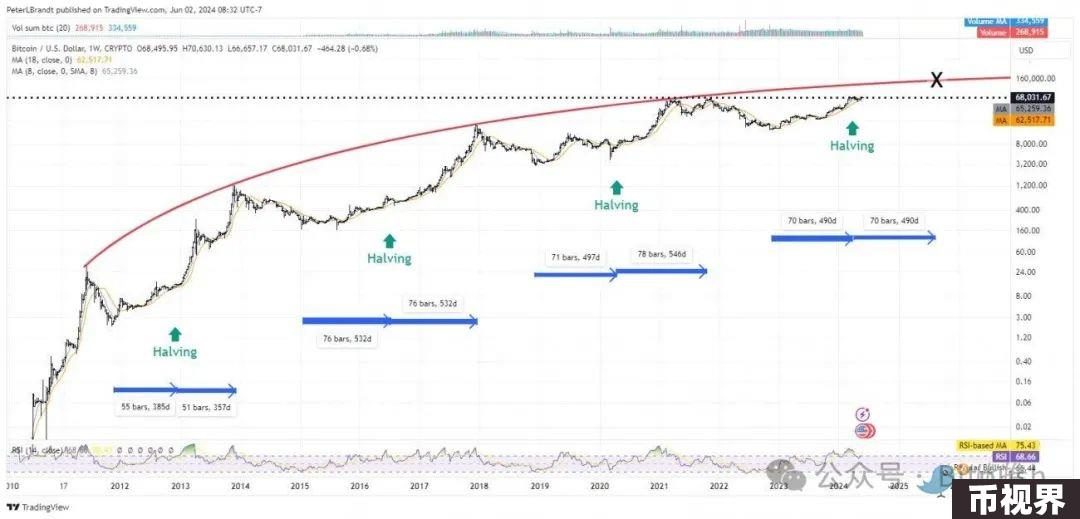 PeterLBrandt published on TradingView.com, Jun 02, 2024 08:32 UTC-7
Vol sum btc (20) 268,915 334,559
Volume MA 334,559
Volume 268,915
Bitcoin / U.S. Dollar, 1W, CRYPTO O68,495.95 H70,630.13 L66,657.17 C68,031.67 −464.28 (−0.68%)
USD
MA (18, close, 0) 62,517.71
MA (8, close, 0, SMA, 8) 65,259.36
X
160,000.00
68,031.67
MA 65,259.36
MA 62,517.71
8,000.00
3,200.00
1,200.00
400.00
160.00
60.00
24.00
8.00
3.00
1.20
0.40
0.16
0.06
0.02
Halving
Halving
Halving
Halving
70 bars, 490d
70 bars, 490d
71 bars, 497d
78 bars, 546d
76 bars, 532d
76 bars, 532d
55 bars, 385d
51 bars, 357d
RSI (14, close)
RSI-based MA 75.43
RSI 68.66
010 17 2012 2013 2014 2015 2016 2017 2018 2019 2020 2021 2022 2023 2024 2025
公众号
TradingView
币视界